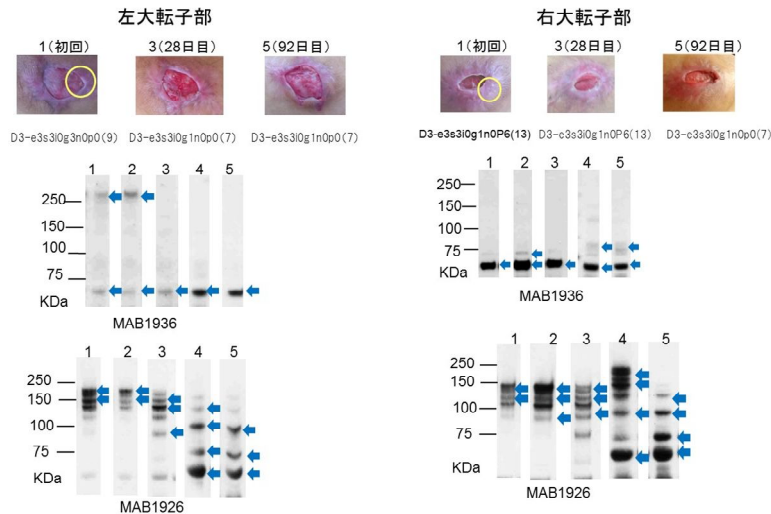 左大転子部
1(初回)
3(28日目)
5(92日目)
D3-e3s3i0g3n0p0(9)
D3-e3s3i0g1n0p0(7)
D3-e3s3i0g1n0p0(7)
1 2 3 4 5
250
150
100
75
KDa
MAB1936
1 2 3 4 5
250
150
100
75
KDa
MAB1926
右大転子部
1(初回)
3(28日目)
5(92日目)
D3-e3s3i0g1n0P6(13)
D3-c3s3i0g1n0P6(13)
D3-c3s3i0g1n0p0(7)
1 2 3 4 5
250
150
100
75
KDa
MAB1936
1 2 3 4 5
250
150
100
75
KDa
MAB1926